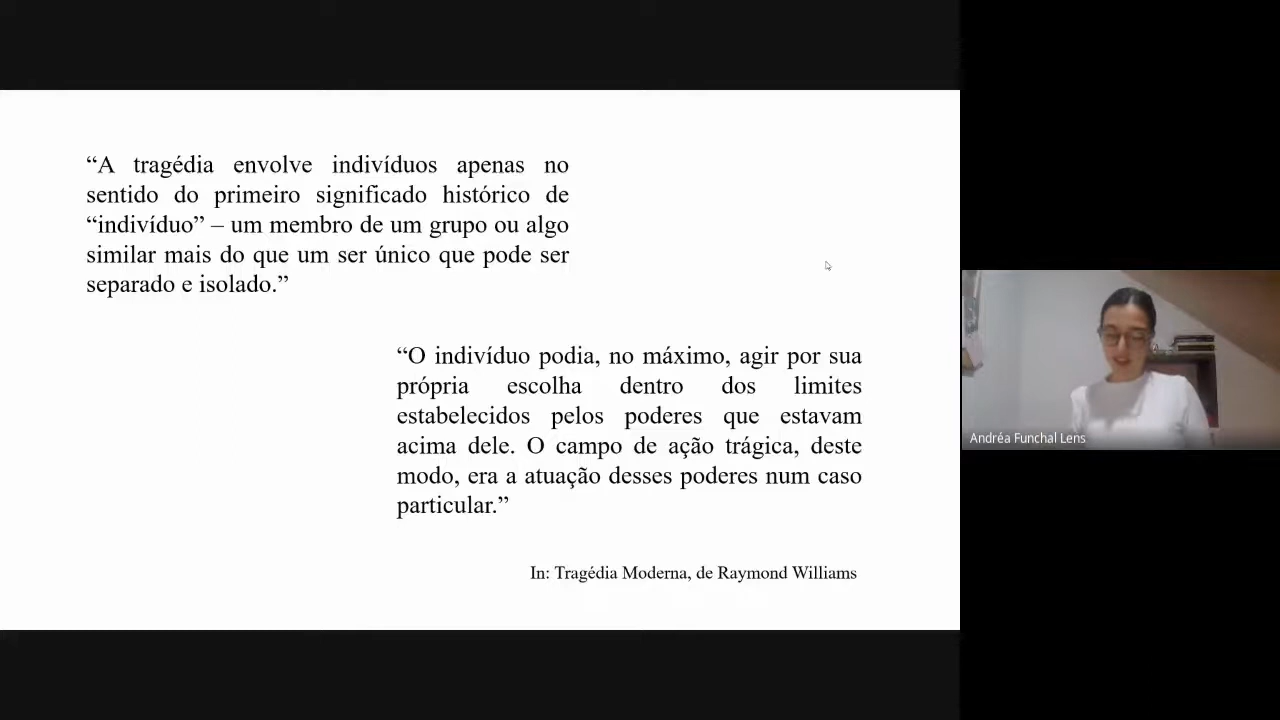 “A tragédia envolve indivíduos apenas no
sentido do primeiro significado histórico de
“indivíduo” – um membro de um grupo ou algo
similar mais do que um ser único que pode ser
separado e isolado.”
“O indivíduo podia, no máximo, agir por sua
própria escolha dentro dos limites
estabelecidos pelos poderes que estavam
acima dele. O campo de ação trágica, deste
modo, era a atuação desses poderes num caso
particular.”
In: Tragédia Moderna, de Raymond Williams
Andréa Funchal Lens